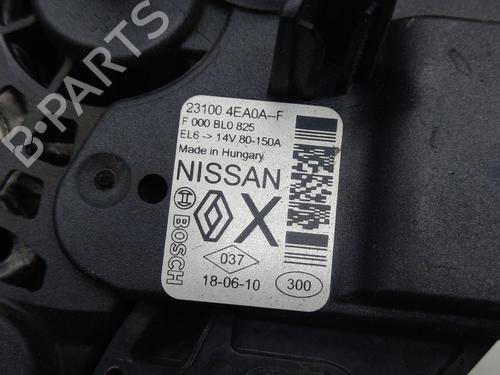 B-PARTS
23100 4EA0A-F
F 000 BL0 825
EL6 -> 14V 80-150A
Made in Hungary
NISSAN
BOSCH
X
037
18-06-10
300